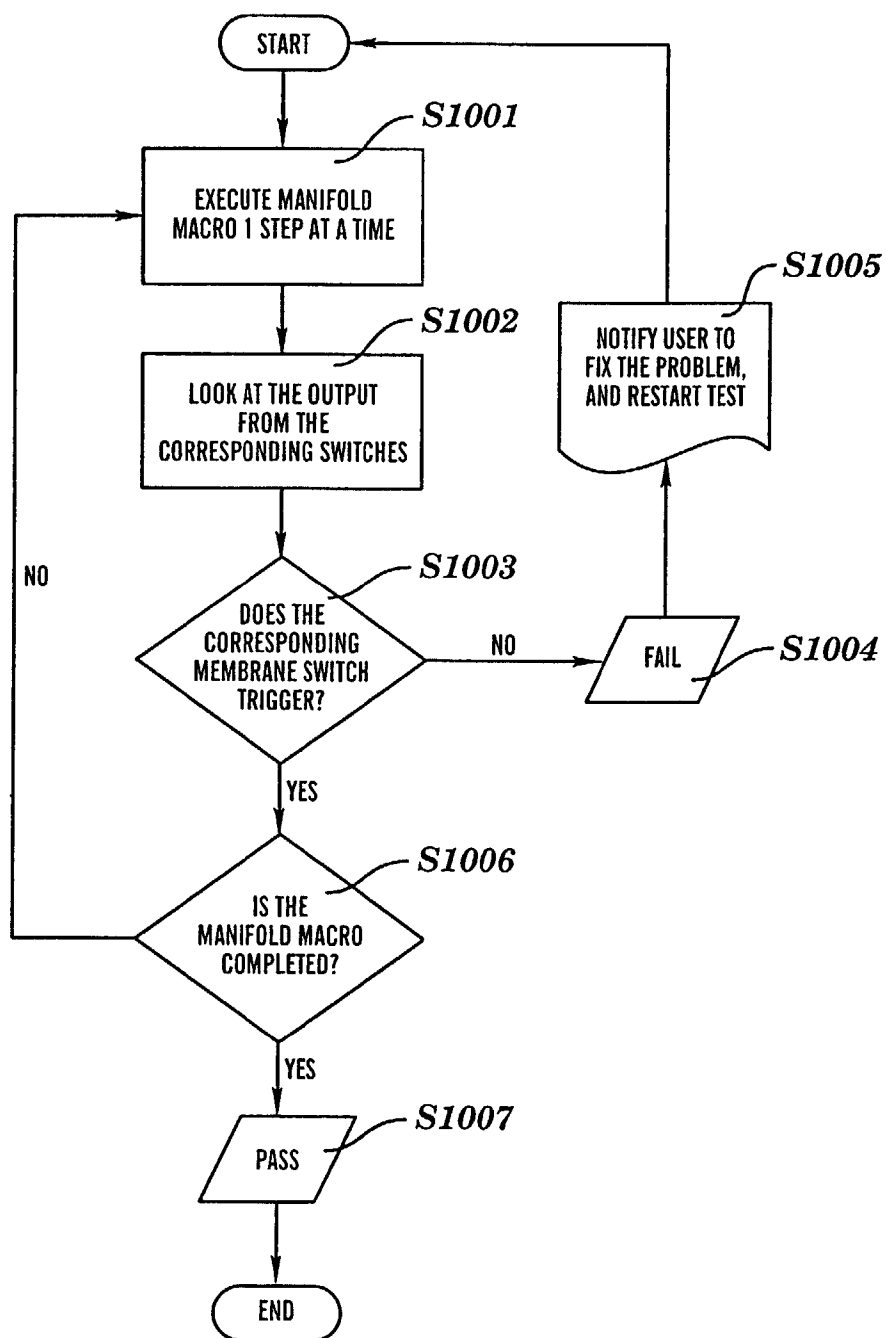 START
S1001
EXECUTE MANIFOLD
MACRO 1 STEP AT A TIME
S1002
LOOK AT THE OUTPUT
FROM THE
CORRESPONDING SWITCHES
S1003
DOES THE
CORRESPONDING
MEMBRANE SWITCH
TRIGGER?
NO
FAIL
S1004
S1005
NOTIFY USER TO
FIX THE PROBLEM,
AND RESTART TEST
YES
S1006
IS THE
MANIFOLD MACRO
COMPLETED?
NO
YES
S1007
PASS
END